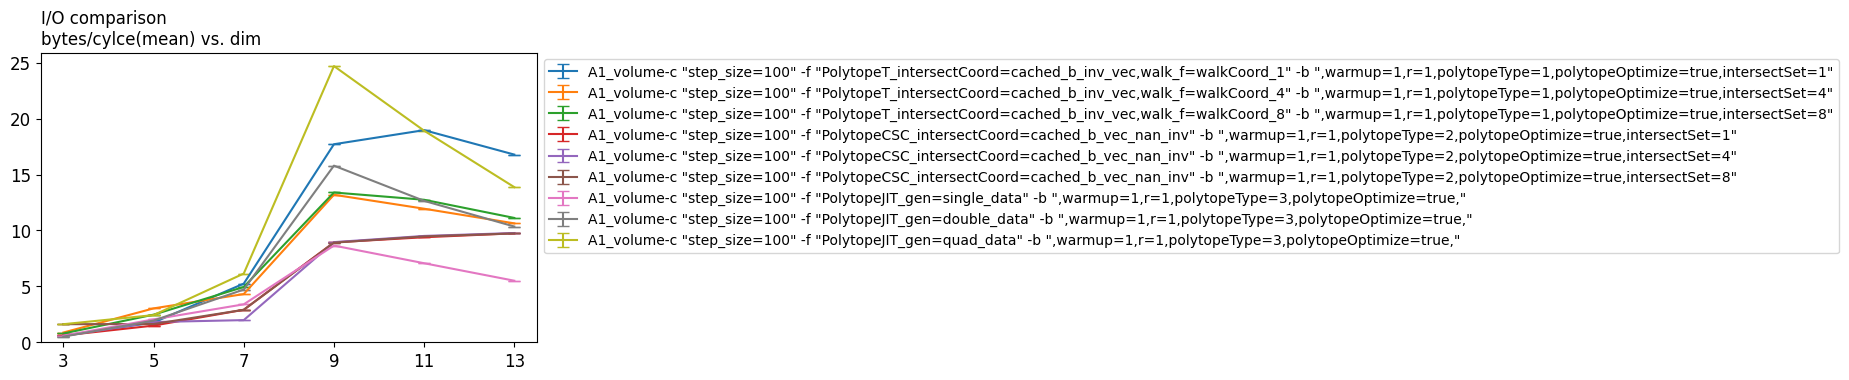 I/O comparison
bytes/cylce(mean) vs. dim
25
20
15
10
5
0
3 5 7 9 11 13
A1_volume-c "step_size=100" -f "PolytopeT_intersectCoord=cached_b_inv_vec,walk_f=walkCoord_1" -b ",warmup=1,r=1,polytopeType=1,polytopeOptimize=true,intersectSet=1"
A1_volume-c "step_size=100" -f "PolytopeT_intersectCoord=cached_b_inv_vec,walk_f=walkCoord_4" -b ",warmup=1,r=1,polytopeType=1,polytopeOptimize=true,intersectSet=4"
A1_volume-c "step_size=100" -f "PolytopeT_intersectCoord=cached_b_inv_vec,walk_f=walkCoord_8" -b ",warmup=1,r=1,polytopeType=1,polytopeOptimize=true,intersectSet=8"
A1_volume-c "step_size=100" -f "PolytopeCSC_intersectCoord=cached_b_vec_nan_inv" -b ",warmup=1,r=1,polytopeType=2,polytopeOptimize=true,intersectSet=1"
A1_volume-c "step_size=100" -f "PolytopeCSC_intersectCoord=cached_b_vec_nan_inv" -b ",warmup=1,r=1,polytopeType=2,polytopeOptimize=true,intersectSet=4"
A1_volume-c "step_size=100" -f "PolytopeCSC_intersectCoord=cached_b_vec_nan_inv" -b ",warmup=1,r=1,polytopeType=2,polytopeOptimize=true,intersectSet=8"
A1_volume-c "step_size=100" -f "PolytopeJIT_gen=single_data" -b ",warmup=1,r=1,polytopeType=3,polytopeOptimize=true,"
A1_volume-c "step_size=100" -f "PolytopeJIT_gen=double_data" -b ",warmup=1,r=1,polytopeType=3,polytopeOptimize=true,"
A1_volume-c "step_size=100" -f "PolytopeJIT_gen=quad_data" -b ",warmup=1,r=1,polytopeType=3,polytopeOptimize=true,"